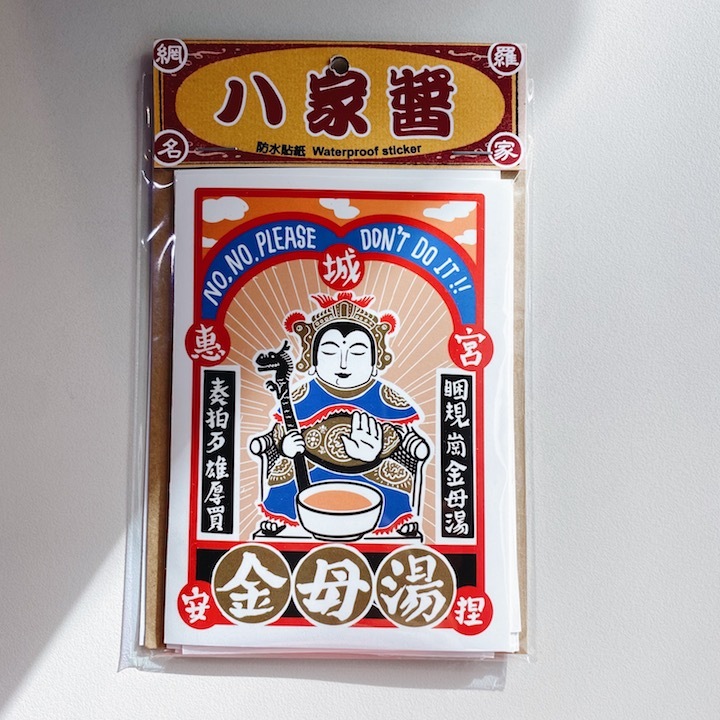 網
羅
八家醬
名
家
防水貼紙 Waterproof sticker
NO, NO, PLEASE DON'T DO IT!!
城
惠
宮
睏規崗金母湯
奏拍歹雄厚買
金母湯
安
捏